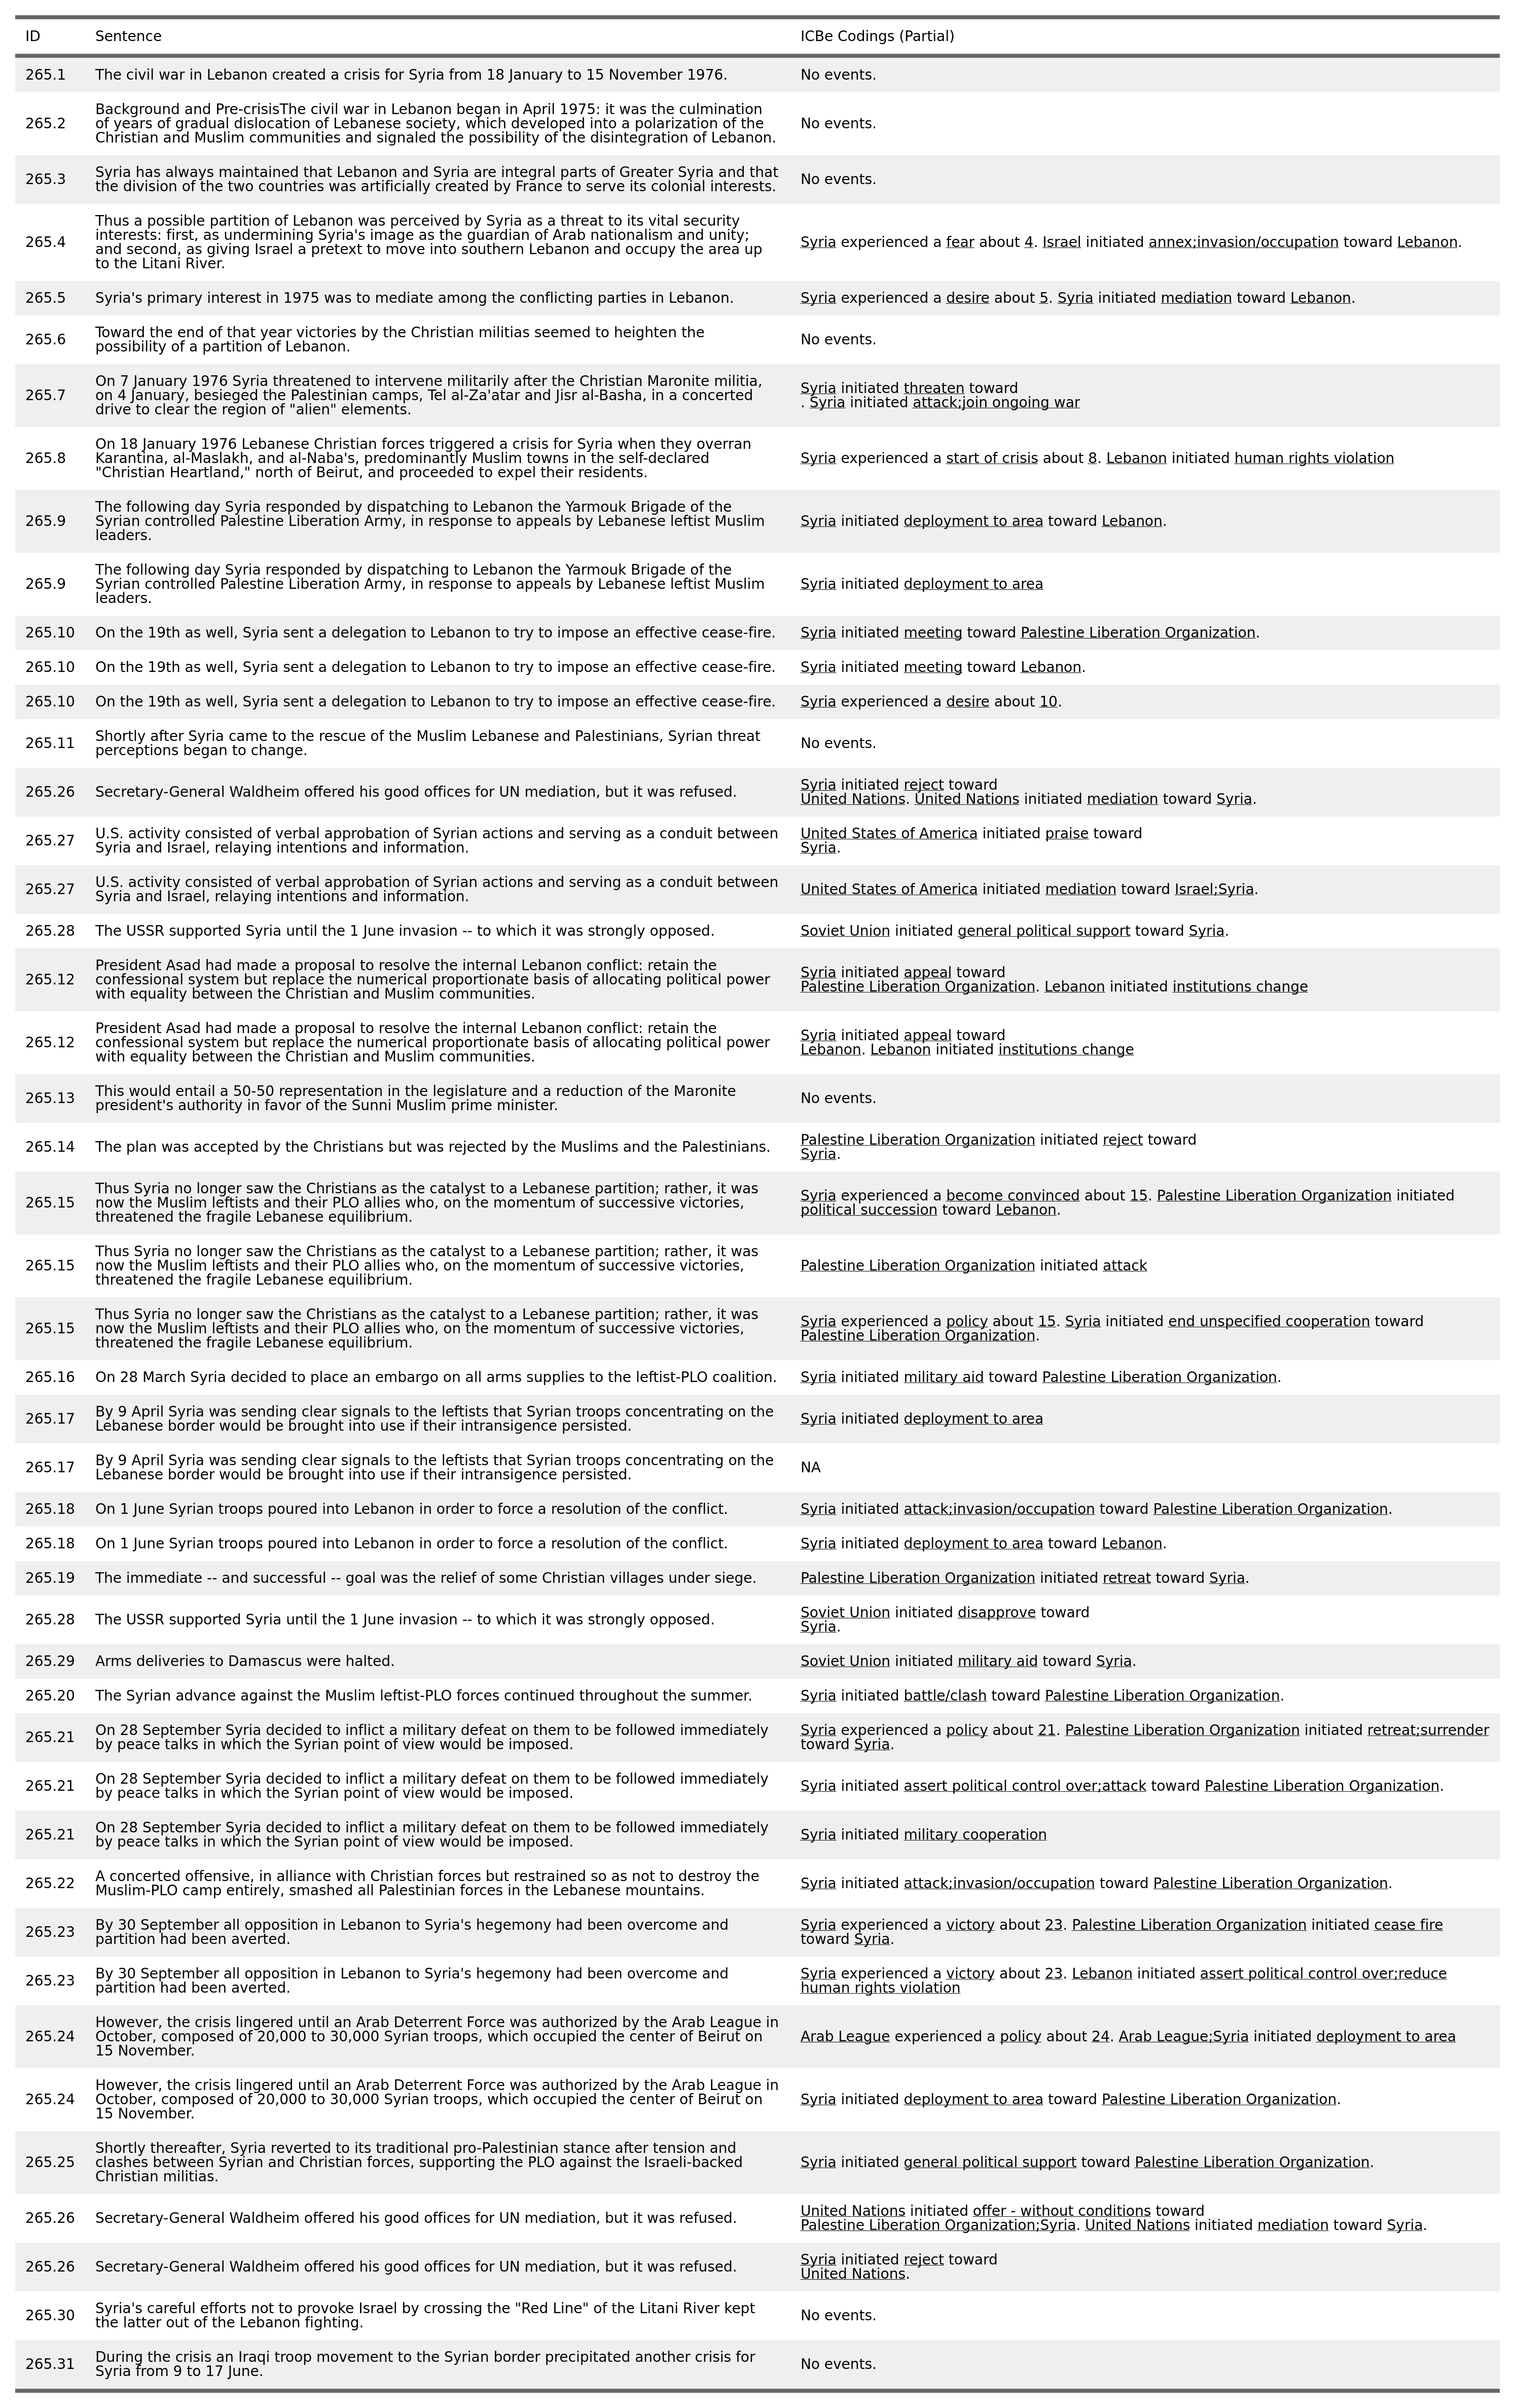 ID Sentence ICBe Codings (Partial)
265.1 The civil war in Lebanon created a crisis for Syria from 18 January to 15 November 1976. No events.
265.2 Background and Pre-crisisThe civil war in Lebanon began in April 1975: it was the culmination
of years of gradual dislocation of Lebanese society, which developed into a polarization of the
Christian and Muslim communities and signaled the possibility of the disintegration of Lebanon.
No events.
265.3 Syria has always maintained that Lebanon and Syria are integral parts of Greater Syria and that
the division of the two countries was artificially created by France to serve its colonial interests.
No events.
265.4 Thus a possible partition of Lebanon was perceived by Syria as a threat to its vital security
interests: first, as undermining Syria's image as the guardian of Arab nationalism and unity;
and second, as giving Israel a pretext to move into southern Lebanon and occupy the area up
to the Litani River.
Syria experienced a fear about 4. Israel initiated annex;invasion/occupation toward Lebanon.
265.5 Syria's primary interest in 1975 was to mediate among the conflicting parties in Lebanon. Syria experienced a desire about 5. Syria initiated mediation toward Lebanon.
265.6 Toward the end of that year victories by the Christian militias seemed to heighten the
possibility of a partition of Lebanon.
No events.
265.7 On 7 January 1976 Syria threatened to intervene militarily after the Christian Maronite militia,
on 4 January, besieged the Palestinian camps, Tel al-Za'atar and Jisr al-Basha, in a concerted
drive to clear the region of "alien" elements.
Syria initiated threaten toward
. Syria initiated attack;join ongoing war
265.8 On 18 January 1976 Lebanese Christian forces triggered a crisis for Syria when they overran
Karantina, al-Maslakh, and al-Naba's, predominantly Muslim towns in the self-declared
"Christian Heartland," north of Beirut, and proceeded to expel their residents.
Syria experienced a start of crisis about 8. Lebanon initiated human rights violation
265.9 The following day Syria responded by dispatching to Lebanon the Yarmouk Brigade of the
Syrian controlled Palestine Liberation Army, in response to appeals by Lebanese leftist Muslim
leaders.
Syria initiated deployment to area toward Lebanon.
265.9 The following day Syria responded by dispatching to Lebanon the Yarmouk Brigade of the
Syrian controlled Palestine Liberation Army, in response to appeals by Lebanese leftist Muslim
leaders.
Syria initiated deployment to area
265.10 On the 19th as well, Syria sent a delegation to Lebanon to try to impose an effective cease-fire. Syria initiated meeting toward Palestine Liberation Organization.
265.10 On the 19th as well, Syria sent a delegation to Lebanon to try to impose an effective cease-fire. Syria initiated meeting toward Lebanon.
265.10 On the 19th as well, Syria sent a delegation to Lebanon to try to impose an effective cease-fire. Syria experienced a desire about 10.
265.11 Shortly after Syria came to the rescue of the Muslim Lebanese and Palestinians, Syrian threat
perceptions began to change.
No events.
265.26 Secretary-General Waldheim offered his good offices for UN mediation, but it was refused. Syria initiated reject toward
United Nations. United Nations initiated mediation toward Syria.
265.27 U.S. activity consisted of verbal approbation of Syrian actions and serving as a conduit between
Syria and Israel, relaying intentions and information.
United States of America initiated praise toward
Syria.
265.27 U.S. activity consisted of verbal approbation of Syrian actions and serving as a conduit between
Syria and Israel, relaying intentions and information.
United States of America initiated mediation toward Israel;Syria.
265.28 The USSR supported Syria until the 1 June invasion -- to which it was strongly opposed. Soviet Union initiated general political support toward Syria.
265.12 President Asad had made a proposal to resolve the internal Lebanon conflict: retain the
confessional system but replace the numerical proportionate basis of allocating political power
with equality between the Christian and Muslim communities.
Syria initiated appeal toward
Palestine Liberation Organization. Lebanon initiated institutions change
265.12 President Asad had made a proposal to resolve the internal Lebanon conflict: retain the
confessional system but replace the numerical proportionate basis of allocating political power
with equality between the Christian and Muslim communities.
Syria initiated appeal toward
Lebanon. Lebanon initiated institutions change
265.13 This would entail a 50-50 representation in the legislature and a reduction of the Maronite
president's authority in favor of the Sunni Muslim prime minister.
No events.
265.14 The plan was accepted by the Christians but was rejected by the Muslims and the Palestinians. Palestine Liberation Organization initiated reject toward
Syria.
265.15 Thus Syria no longer saw the Christians as the catalyst to a Lebanese partition; rather, it was
now the Muslim leftists and their PLO allies who, on the momentum of successive victories,
threatened the fragile Lebanese equilibrium.
Syria experienced a become convinced about 15. Palestine Liberation Organization initiated
political succession toward Lebanon.
265.15 Thus Syria no longer saw the Christians as the catalyst to a Lebanese partition; rather, it was
now the Muslim leftists and their PLO allies who, on the momentum of successive victories,
threatened the fragile Lebanese equilibrium.
Palestine Liberation Organization initiated attack
265.15 Thus Syria no longer saw the Christians as the catalyst to a Lebanese partition; rather, it was
now the Muslim leftists and their PLO allies who, on the momentum of successive victories,
threatened the fragile Lebanese equilibrium.
Syria experienced a policy about 15. Syria initiated end unspecified cooperation toward
Palestine Liberation Organization.
265.16 On 28 March Syria decided to place an embargo on all arms supplies to the leftist-PLO coalition. Syria initiated military aid toward Palestine Liberation Organization.
265.17 By 9 April Syria was sending clear signals to the leftists that Syrian troops concentrating on the
Lebanese border would be brought into use if their intransigence persisted.
Syria initiated deployment to area
265.17 By 9 April Syria was sending clear signals to the leftists that Syrian troops concentrating on the
Lebanese border would be brought into use if their intransigence persisted.
NA
265.18 On 1 June Syrian troops poured into Lebanon in order to force a resolution of the conflict. Syria initiated attack;invasion/occupation toward Palestine Liberation Organization.
265.18 On 1 June Syrian troops poured into Lebanon in order to force a resolution of the conflict. Syria initiated deployment to area toward Lebanon.
265.19 The immediate -- and successful -- goal was the relief of some Christian villages under siege. Palestine Liberation Organization initiated retreat toward Syria.
265.28 The USSR supported Syria until the 1 June invasion -- to which it was strongly opposed. Soviet Union initiated disapprove toward
Syria.
265.29 Arms deliveries to Damascus were halted. Soviet Union initiated military aid toward Syria.
265.20 The Syrian advance against the Muslim leftist-PLO forces continued throughout the summer. Syria initiated battle/clash toward Palestine Liberation Organization.
265.21 On 28 September Syria decided to inflict a military defeat on them to be followed immediately
by peace talks in which the Syrian point of view would be imposed.
Syria experienced a policy about 21. Palestine Liberation Organization initiated retreat;surrender
toward Syria.
265.21 On 28 September Syria decided to inflict a military defeat on them to be followed immediately
by peace talks in which the Syrian point of view would be imposed.
Syria initiated assert political control over;attack toward Palestine Liberation Organization.
265.21 On 28 September Syria decided to inflict a military defeat on them to be followed immediately
by peace talks in which the Syrian point of view would be imposed.
Syria initiated military cooperation
265.22 A concerted offensive, in alliance with Christian forces but restrained so as not to destroy the
Muslim-PLO camp entirely, smashed all Palestinian forces in the Lebanese mountains.
Syria initiated attack;invasion/occupation toward Palestine Liberation Organization.
265.23 By 30 September all opposition in Lebanon to Syria's hegemony had been overcome and
partition had been averted.
Syria experienced a victory about 23. Palestine Liberation Organization initiated cease fire
toward Syria.
265.23 By 30 September all opposition in Lebanon to Syria's hegemony had been overcome and
partition had been averted.
Syria experienced a victory about 23. Lebanon initiated assert political control over;reduce
human rights violation
265.24 However, the crisis lingered until an Arab Deterrent Force was authorized by the Arab League in
October, composed of 20,000 to 30,000 Syrian troops, which occupied the center of Beirut on
15 November.
Arab League experienced a policy about 24. Arab League;Syria initiated deployment to area
265.24 However, the crisis lingered until an Arab Deterrent Force was authorized by the Arab League in
October, composed of 20,000 to 30,000 Syrian troops, which occupied the center of Beirut on
15 November.
Syria initiated deployment to area toward Palestine Liberation Organization.
265.25 Shortly thereafter, Syria reverted to its traditional pro-Palestinian stance after tension and
clashes between Syrian and Christian forces, supporting the PLO against the Israeli-backed
Christian militias.
Syria initiated general political support toward Palestine Liberation Organization.
265.26 Secretary-General Waldheim offered his good offices for UN mediation, but it was refused. United Nations initiated offer - without conditions toward
Palestine Liberation Organization;Syria. United Nations initiated mediation toward Syria.
265.26 Secretary-General Waldheim offered his good offices for UN mediation, but it was refused. Syria initiated reject toward
United Nations.
265.30 Syria's careful efforts not to provoke Israel by crossing the "Red Line" of the Litani River kept
the latter out of the Lebanon fighting.
No events.
265.31 During the crisis an Iraqi troop movement to the Syrian border precipitated another crisis for
Syria from 9 to 17 June.
No events.